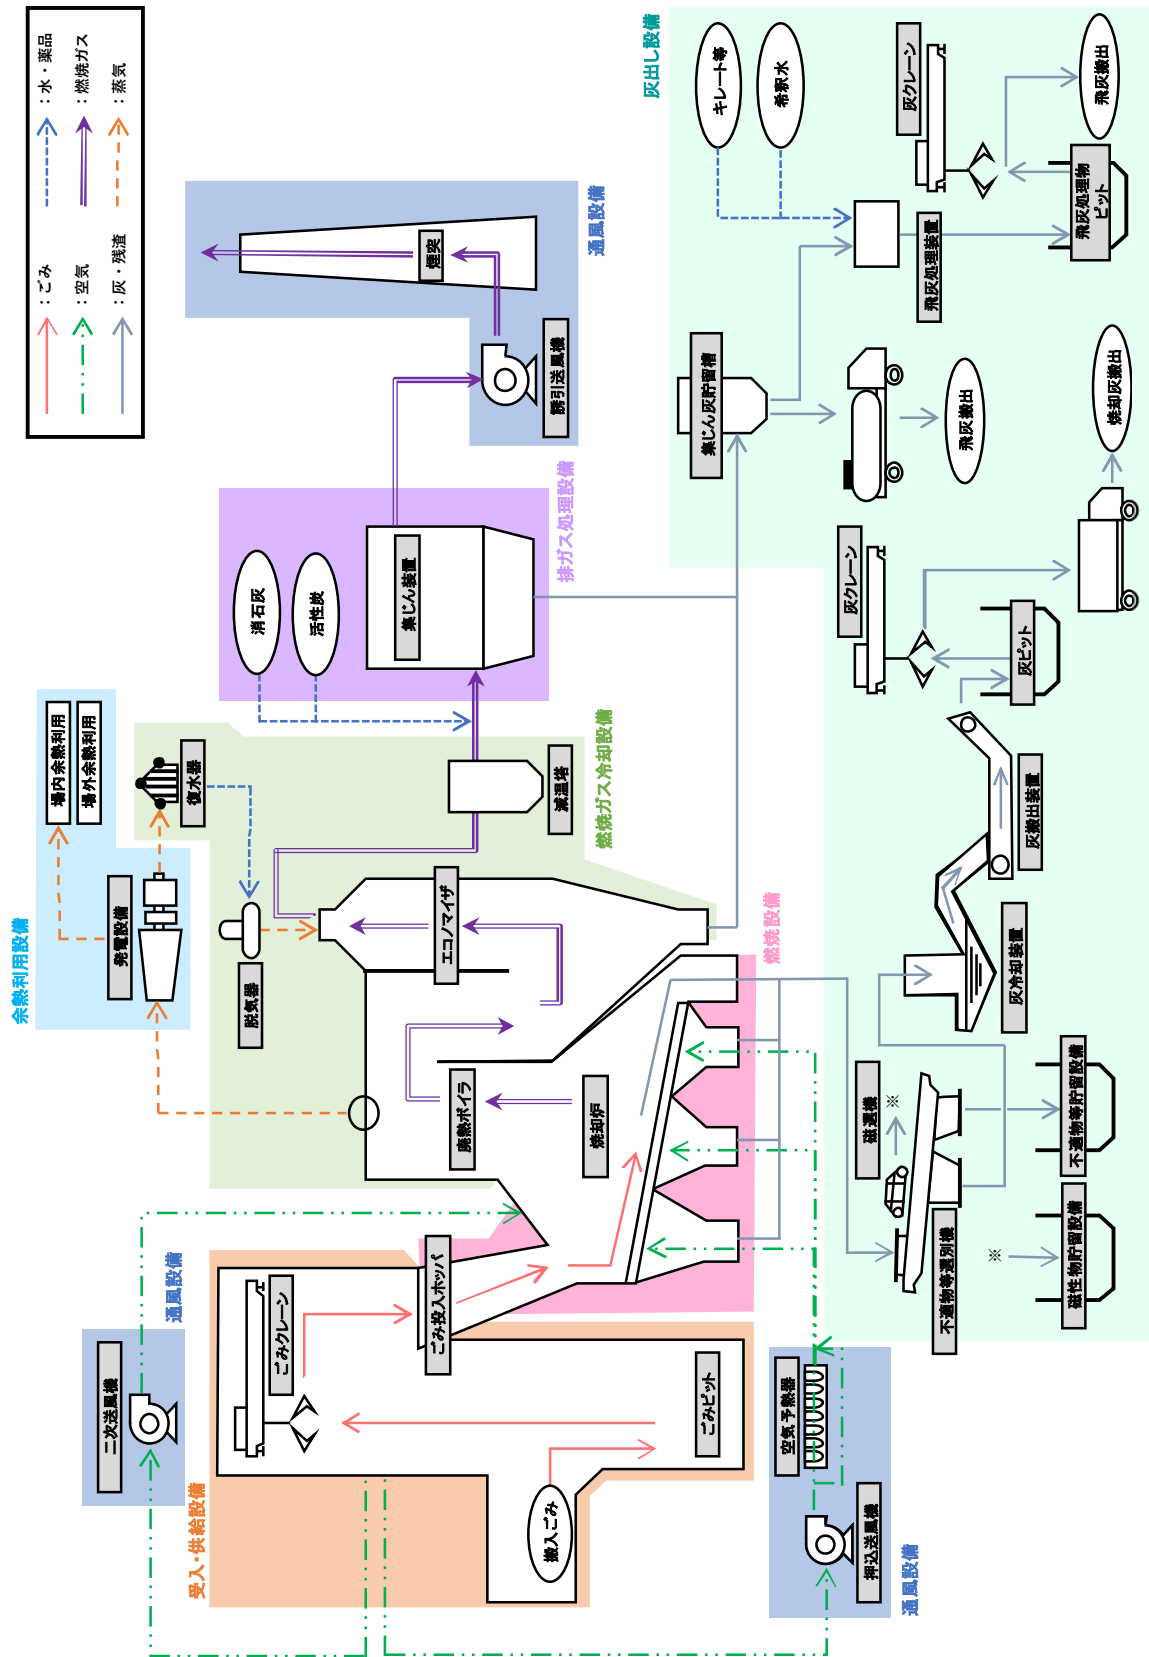 ：ごみ
：空気
：灰・残渣
：水・薬品
：燃焼ガス
：蒸気
受入・供給設備
搬入ごみ
ごみピット
ごみクレーン
ごみ投入ホッパ
通風設備
二次送風機
通風設備
押込送風機
空気予熱器
燃焼設備
焼却炉
廃熱ボイラ
エコノマイザ
燃焼ガス冷却設備
減温塔
脱気器
復水器
余熱利用設備
発電設備
場内余熱利用
場外余熱利用
排ガス処理設備
消石灰
活性炭
集じん装置
通風設備
誘引送風機
煙突
灰出し設備
不適物等選別機
磁選機
※
※
磁性物貯留設備
不適物等貯留設備
灰冷却装置
灰搬出装置
灰ピット
灰クレーン
焼却灰搬出
集じん灰貯留槽
飛灰搬出
キレート等
希釈水
飛灰処理装置
飛灰処理物
ピット
灰クレーン
飛灰搬出